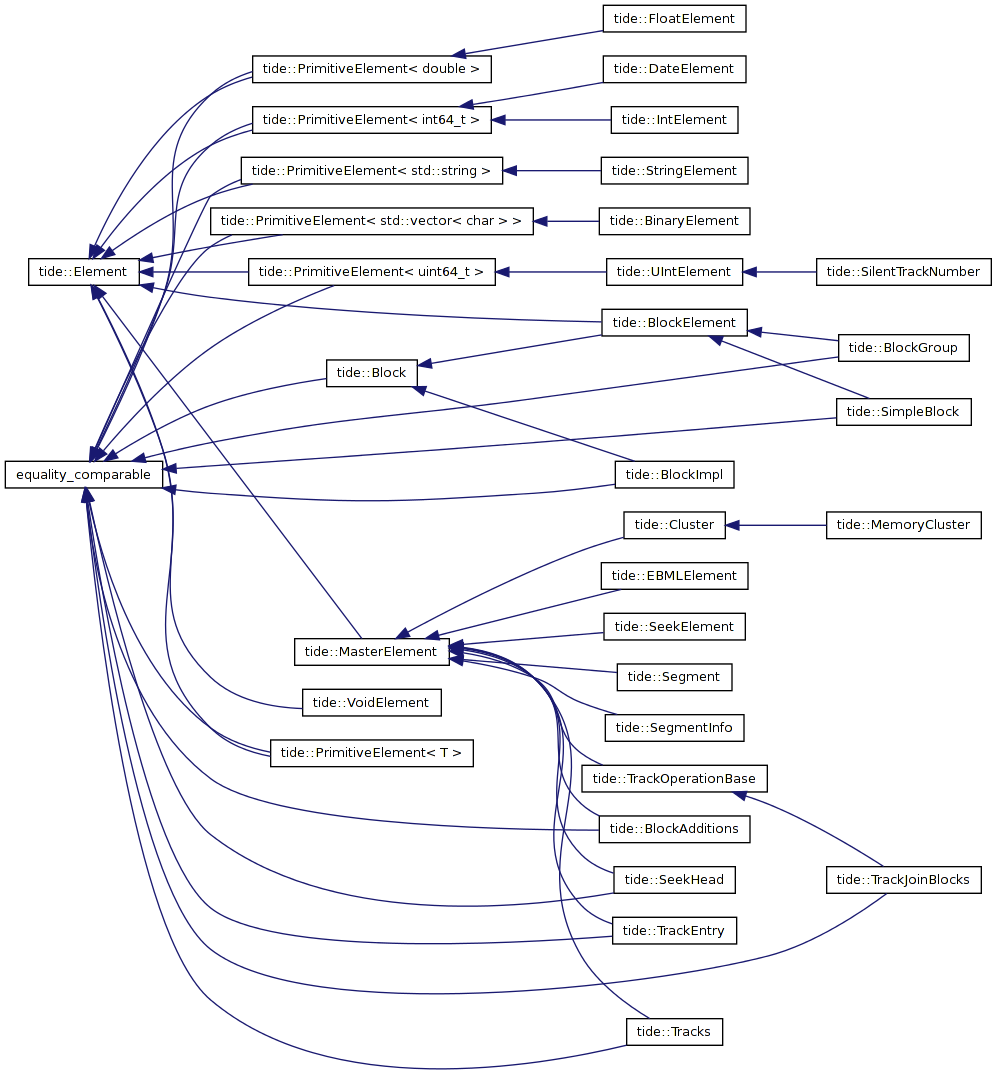 tide::FloatElement
tide::PrimitiveElement< double >
tide::DateElement
tide::PrimitiveElement< int64_t >
tide::IntElement
tide::PrimitiveElement< std::string >
tide::StringElement
tide::PrimitiveElement< std::vector< char > >
tide::BinaryElement
tide::Element
tide::PrimitiveElement< uint64_t >
tide::UIntElement
tide::SilentTrackNumber
tide::BlockElement
tide::BlockGroup
tide::Block
tide::SimpleBlock
equality_comparable
tide::BlockImpl
tide::Cluster
tide::MemoryCluster
tide::EBMLElement
tide::SeekElement
tide::MasterElement
tide::Segment
tide::VoidElement
tide::SegmentInfo
tide::PrimitiveElement< T >
tide::TrackOperationBase
tide::BlockAdditions
tide::SeekHead
tide::TrackJoinBlocks
tide::TrackEntry
tide::Tracks